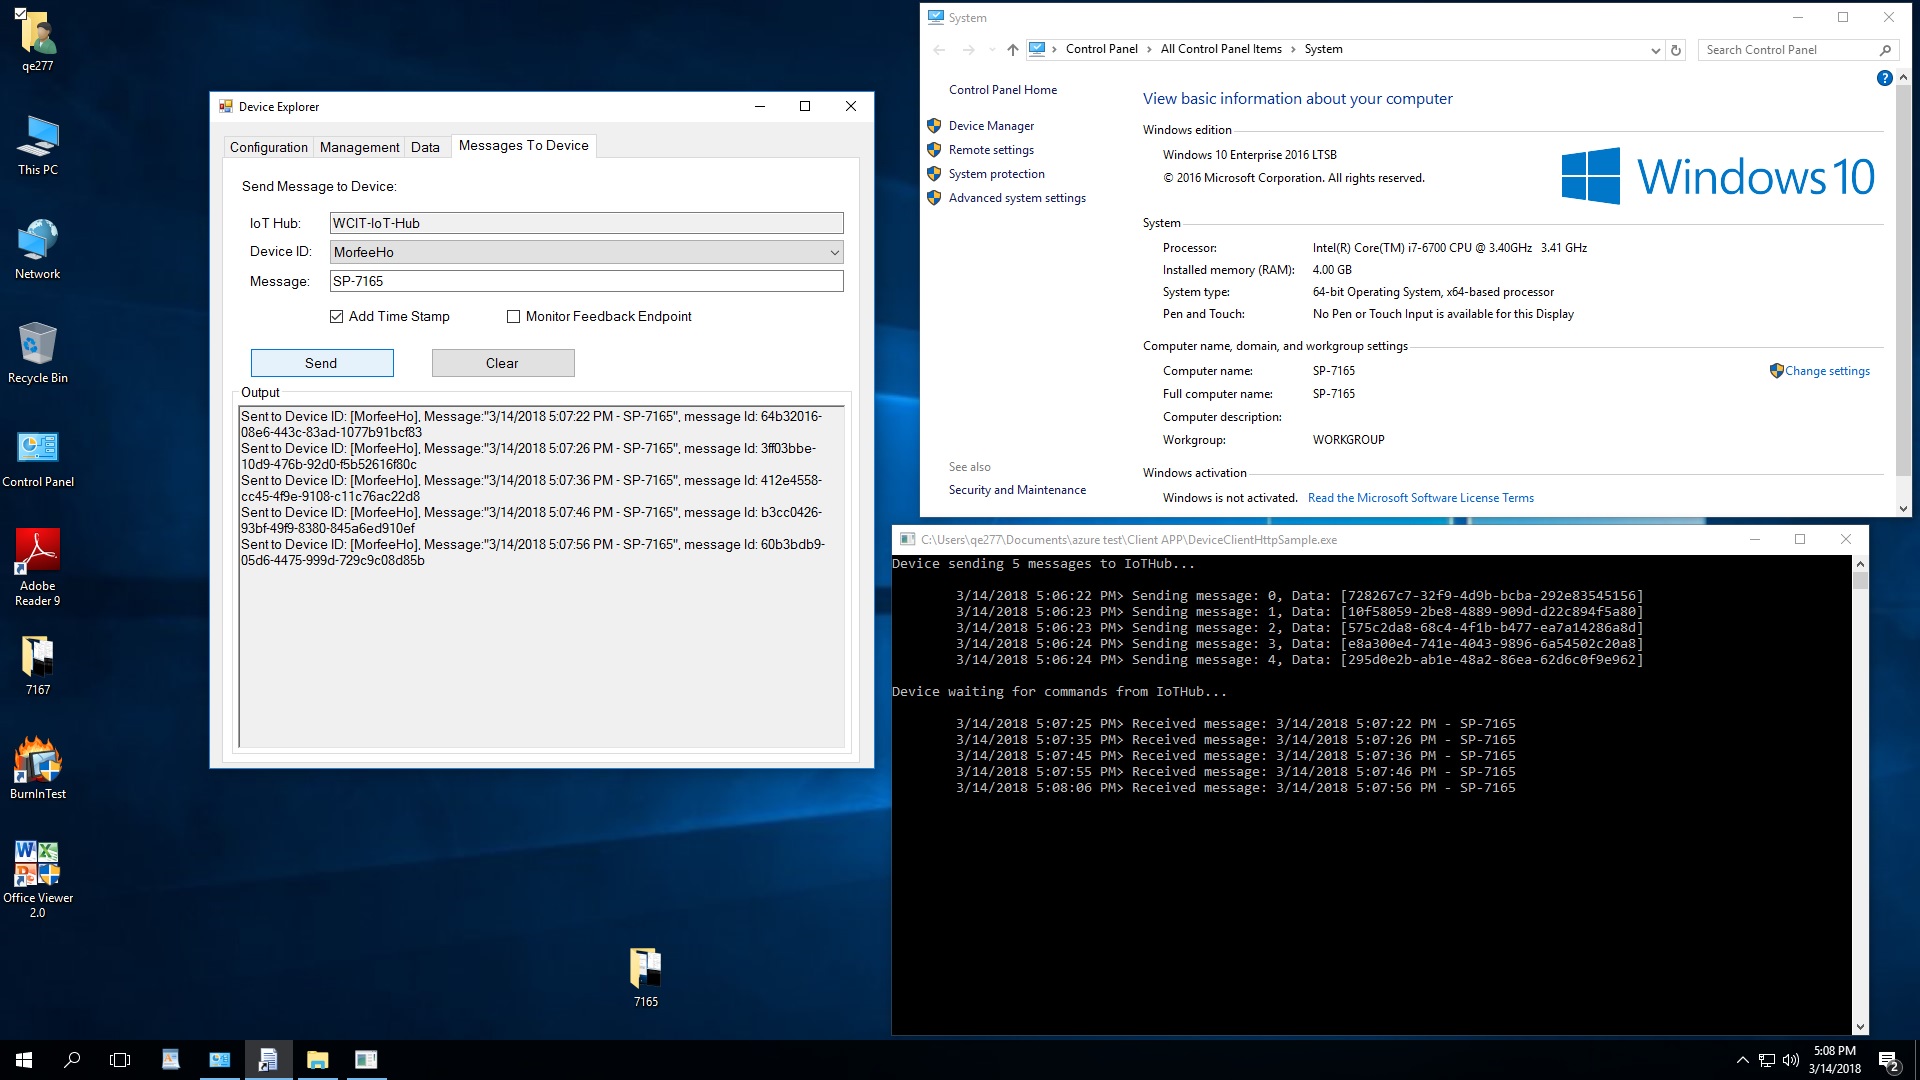 qe277
This PC
Network
Recycle Bin
Control Panel
Adobe
Reader 9
7167
BurnInTest
Office Viewer
2.0
7165
Device Explorer
Configuration
Management
Data
Messages To Device
Send Message to Device:
IoT Hub: WCIT-IoT-Hub
Device ID: MorfeeHo
Message: SP-7165
Add Time Stamp Monitor Feedback Endpoint
Send Clear
Output
Sent to Device ID: [MorfeeHo], Message:"3/14/2018 5:07:22 PM - SP-7165", message Id: 64b32016-
08e6-443c-83ad-1077b91bcf83
Sent to Device ID: [MorfeeHo], Message:"3/14/2018 5:07:26 PM - SP-7165", message Id: 3ff03bbe-
10d9-476b-92d0-f5b52616f80c
Sent to Device ID: [MorfeeHo], Message:"3/14/2018 5:07:36 PM - SP-7165", message Id: 412e4558-
cc45-4f9e-9108-c11c76ac22d8
Sent to Device ID: [MorfeeHo], Message:"3/14/2018 5:07:46 PM - SP-7165", message Id: b3cc0426-
93bf-49f9-8380-845a6ed910ef
Sent to Device ID: [MorfeeHo], Message:"3/14/2018 5:07:56 PM - SP-7165", message Id: 60b3bdb9-
05d6-4475-999d-729c9c08d85b
System
Control Panel All Control Panel Items System
Search Control Panel
Control Panel Home
Device Manager
Remote settings
System protection
Advanced system settings
See also
Security and Maintenance
View basic information about your computer
Windows edition
Windows 10 Enterprise 2016 LTSB
© 2016 Microsoft Corporation. All rights reserved.
Windows 10
System
Processor: Intel(R) Core(TM) i7-6700 CPU @ 3.40GHz 3.41 GHz
Installed memory (RAM): 4.00 GB
System type: 64-bit Operating System, x64-based processor
Pen and Touch: No Pen or Touch Input is available for this Display
Computer name, domain, and workgroup settings
Computer name: SP-7165
Change settings
Full computer name: SP-7165
Computer description:
Workgroup: WORKGROUP
Windows activation
Windows is not activated. Read the Microsoft Software License Terms
C:\Users\qe277\Documents\azure test\Client APP\DeviceClientHttpSample.exe
Device sending 5 messages to IoTHub...
3/14/2018 5:06:22 PM> Sending message: 0, Data: [728267c7-32f9-4d9b-bcba-292e83545156]
3/14/2018 5:06:23 PM> Sending message: 1, Data: [10f58059-2be8-4889-909d-d22c894f5a80]
3/14/2018 5:06:23 PM> Sending message: 2, Data: [575c2da8-68c4-4f1b-b477-ea7a14286a8d]
3/14/2018 5:06:24 PM> Sending message: 3, Data: [e8a300e4-741e-4043-9896-6a54502c20a8]
3/14/2018 5:06:24 PM> Sending message: 4, Data: [295d0e2b-ab1e-48a2-86ea-62d6c0f9e962]
Device waiting for commands from IoTHub...
3/14/2018 5:07:25 PM> Received message: 3/14/2018 5:07:22 PM - SP-7165
3/14/2018 5:07:35 PM> Received message: 3/14/2018 5:07:26 PM - SP-7165
3/14/2018 5:07:45 PM> Received message: 3/14/2018 5:07:36 PM - SP-7165
3/14/2018 5:07:55 PM> Received message: 3/14/2018 5:07:46 PM - SP-7165
3/14/2018 5:08:06 PM> Received message: 3/14/2018 5:07:56 PM - SP-7165
5:08 PM
3/14/2018
2